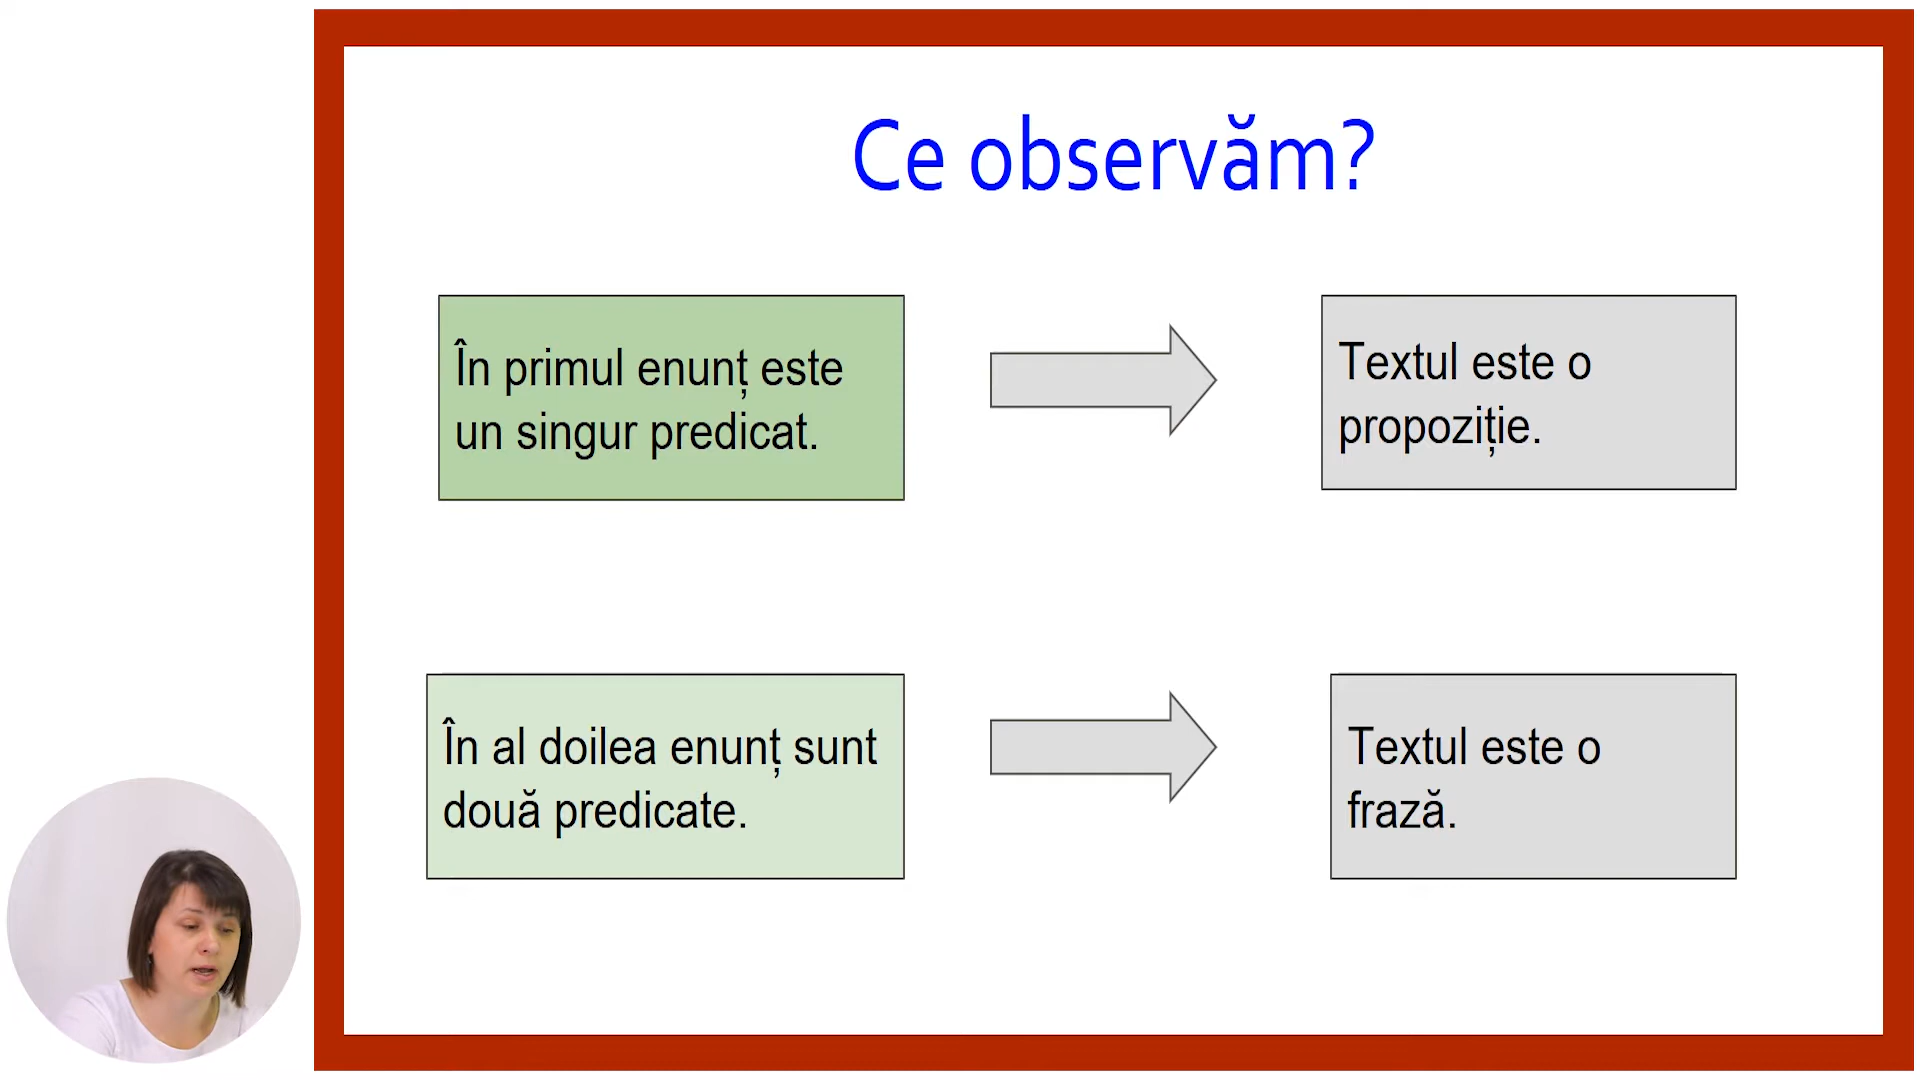 Ce observăm?
În primul enunț este
un singur predicat.
Textul este o
propoziție.
În al doilea enunț sunt
două predicate.
Textul este o
frază.